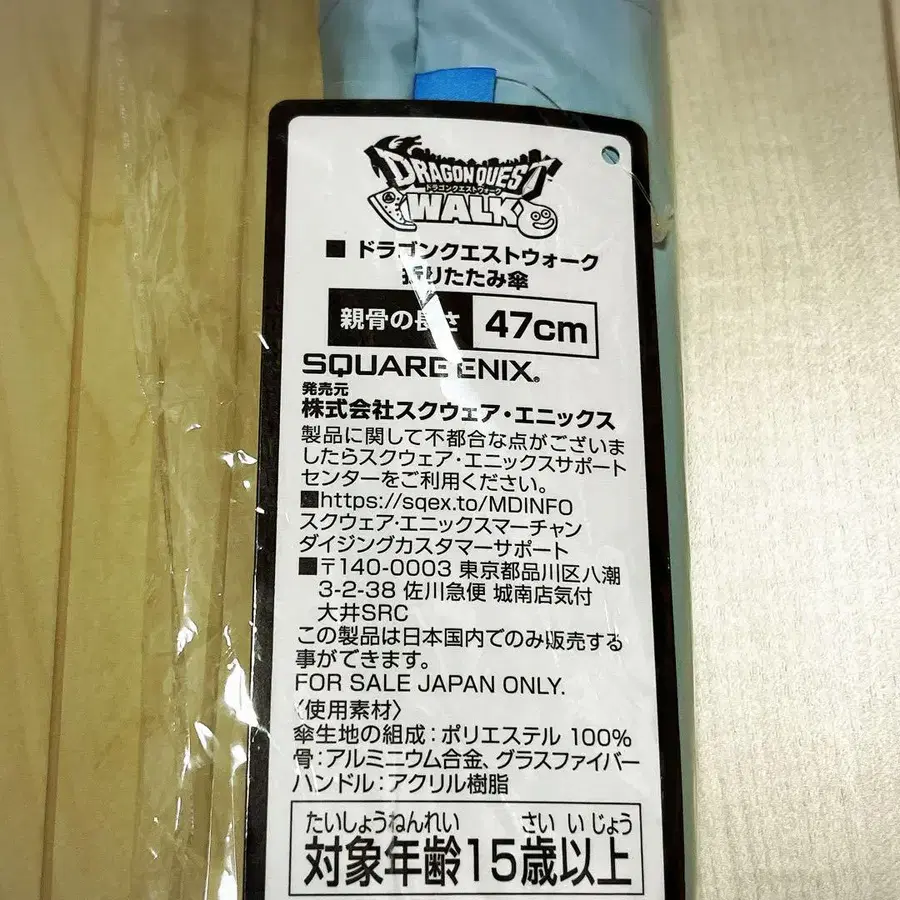 DRAGON QUEST
ドラゴンクエストウォーク
WALK
■ ドラゴンクエストウォーク
折りたたみ傘
親骨の長さ 47cm
SQUARE ENIX®
発売元
株式会社スクウェア・エニックス
製品に関して不都合な点がございま
したらスクウェア・エニックスサポート
センターをご利用ください。
■https://sqex.to/MDINFO
スクウェア・エニックスマーチャン
ダイジングカスタマーサポート
■〒140-0003 東京都品川区八潮
3-2-38 佐川急便 城南店気付
大井SRC
この製品は日本国内でのみ販売する
事ができます。
FOR SALE JAPAN ONLY.
〈使用素材〉
傘生地の組成：ポリエステル 100%
骨：アルミニウム合金、グラスファイバー
ハンドル：アクリル樹脂
たいしょうねんれい さい いじょう
対象年齢15歳以上